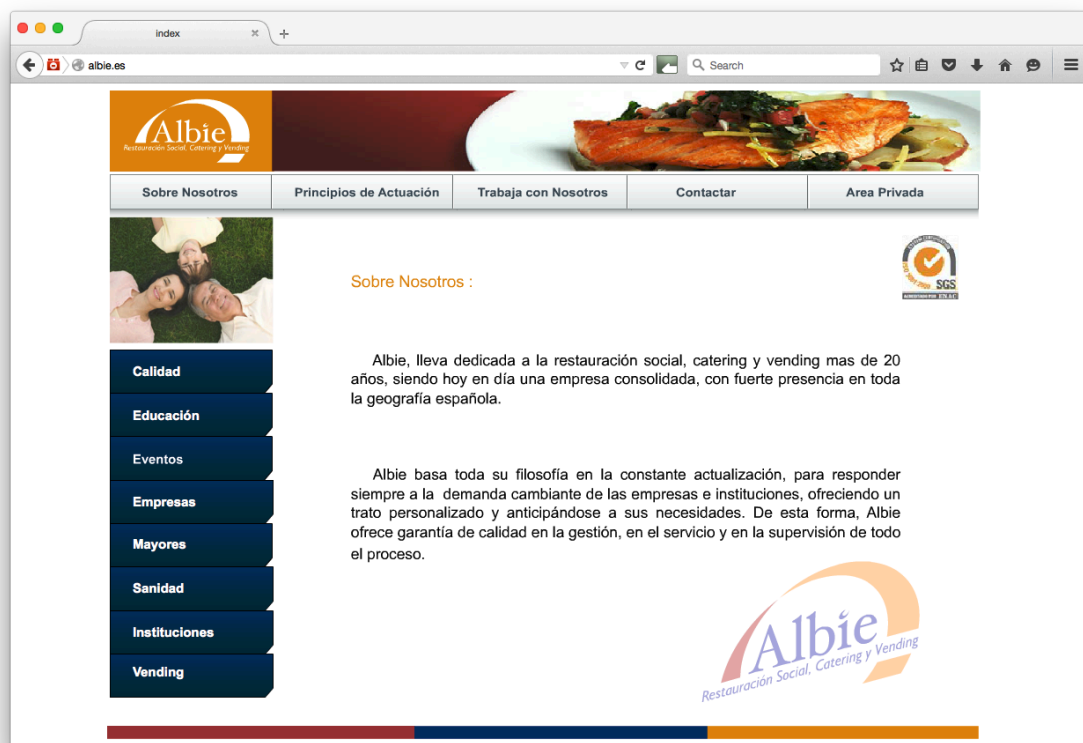 index
albie.es
Search
Albie
Restauración Social, Catering y Vending
Sobre Nosotros
Principios de Actuación
Trabaja con Nosotros
Contactar
Area Privada
Sobre Nosotros :
SGS
Albie, lleva dedicada a la restauración social, catering y vending mas de 20
años, siendo hoy en día una empresa consolidada, con fuerte presencia en toda
la geografía española.
Albie basa toda su filosofía en la constante actualización, para responder
siempre a la demanda cambiante de las empresas e instituciones, ofreciendo un
trato personalizado y anticipándose a sus necesidades. De esta forma, Albie
ofrece garantía de calidad en la gestión, en el servicio y en la supervisión de todo
el proceso.
Calidad
Educación
Eventos
Empresas
Mayores
Sanidad
Instituciones
Vending
Albie
Restauración Social, Catering y Vending